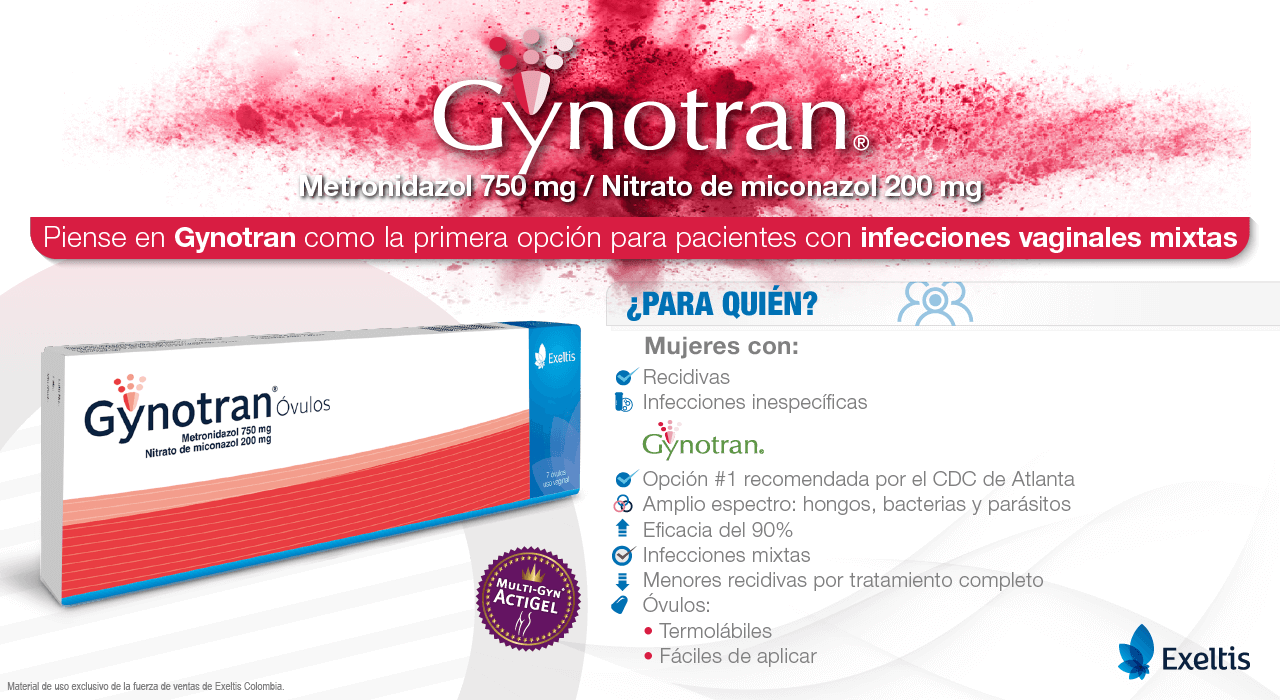 Gynotran®
Metronidazol 750 mg / Nitrato de miconazol 200 mg
Piense en Gynotran como la primera opción para pacientes con infecciones vaginales mixtas
Exeltis
Gynotran® Óvulos
Metronidazol 750 mg
Nitrato de miconazol 200 mg
7 óvulos
uso vaginal
MULTI-GYN®
ACTIGEL
¿PARA QUIÉN?
Mujeres con:
Recidivas
Infecciones inespecíficas
Gynotran®
Opción #1 recomendada por el CDC de Atlanta
Amplio espectro: hongos, bacterias y parásitos
Eficacia del 90%
Infecciones mixtas
Menores recidivas por tratamiento completo
Óvulos:
• Termolábiles
• Fáciles de aplicar
Exeltis
Material de uso exclusivo de la fuerza de ventas de Exeltis Colombia.